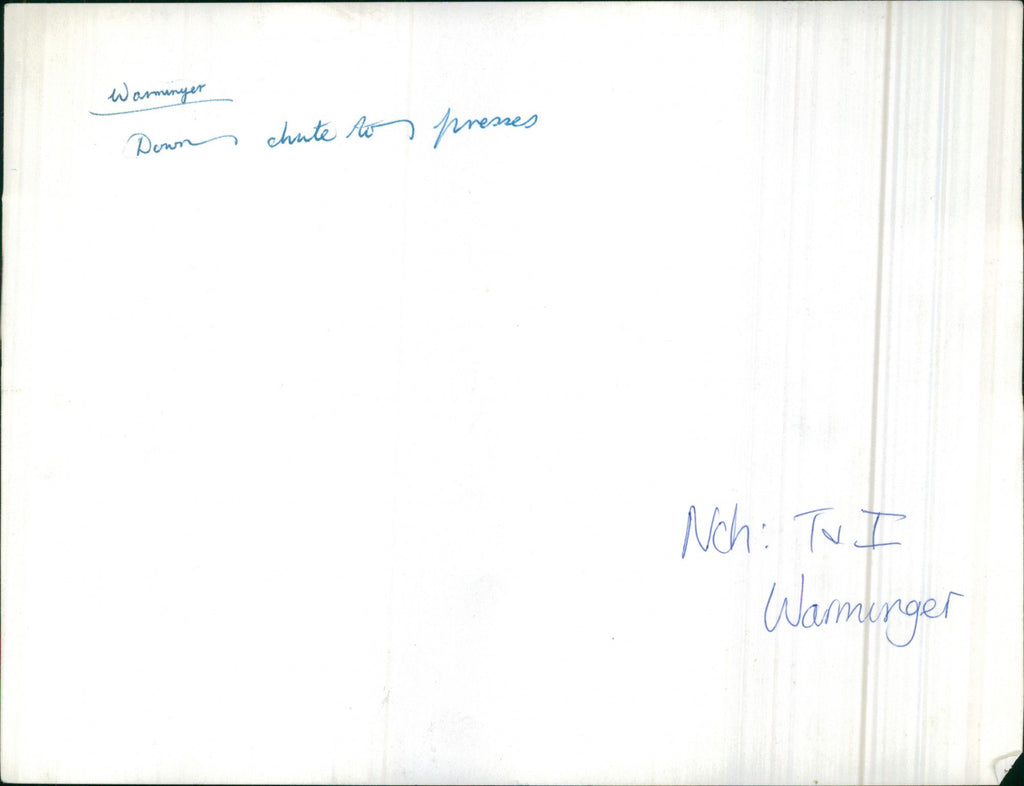 Warminger
Down chute to presses
Nch: TvI
Warminger